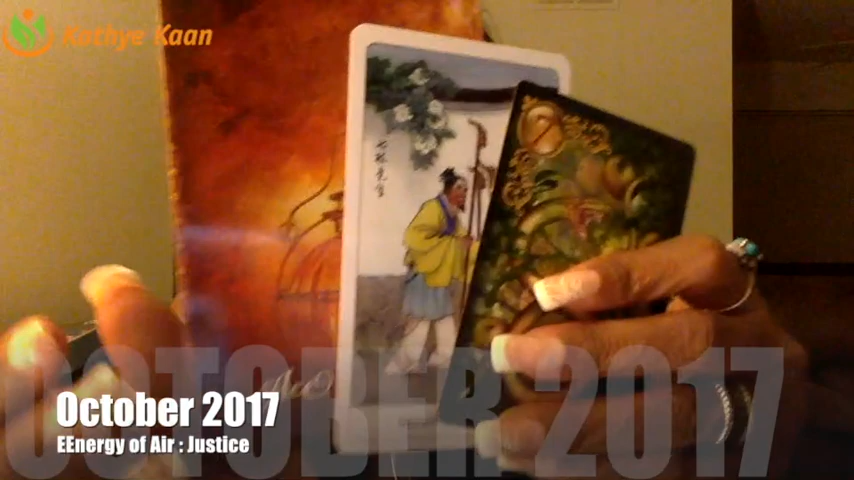 Kathye Kaan
OCTOBER 2017
October 2017
EEnergy of Air : Justice